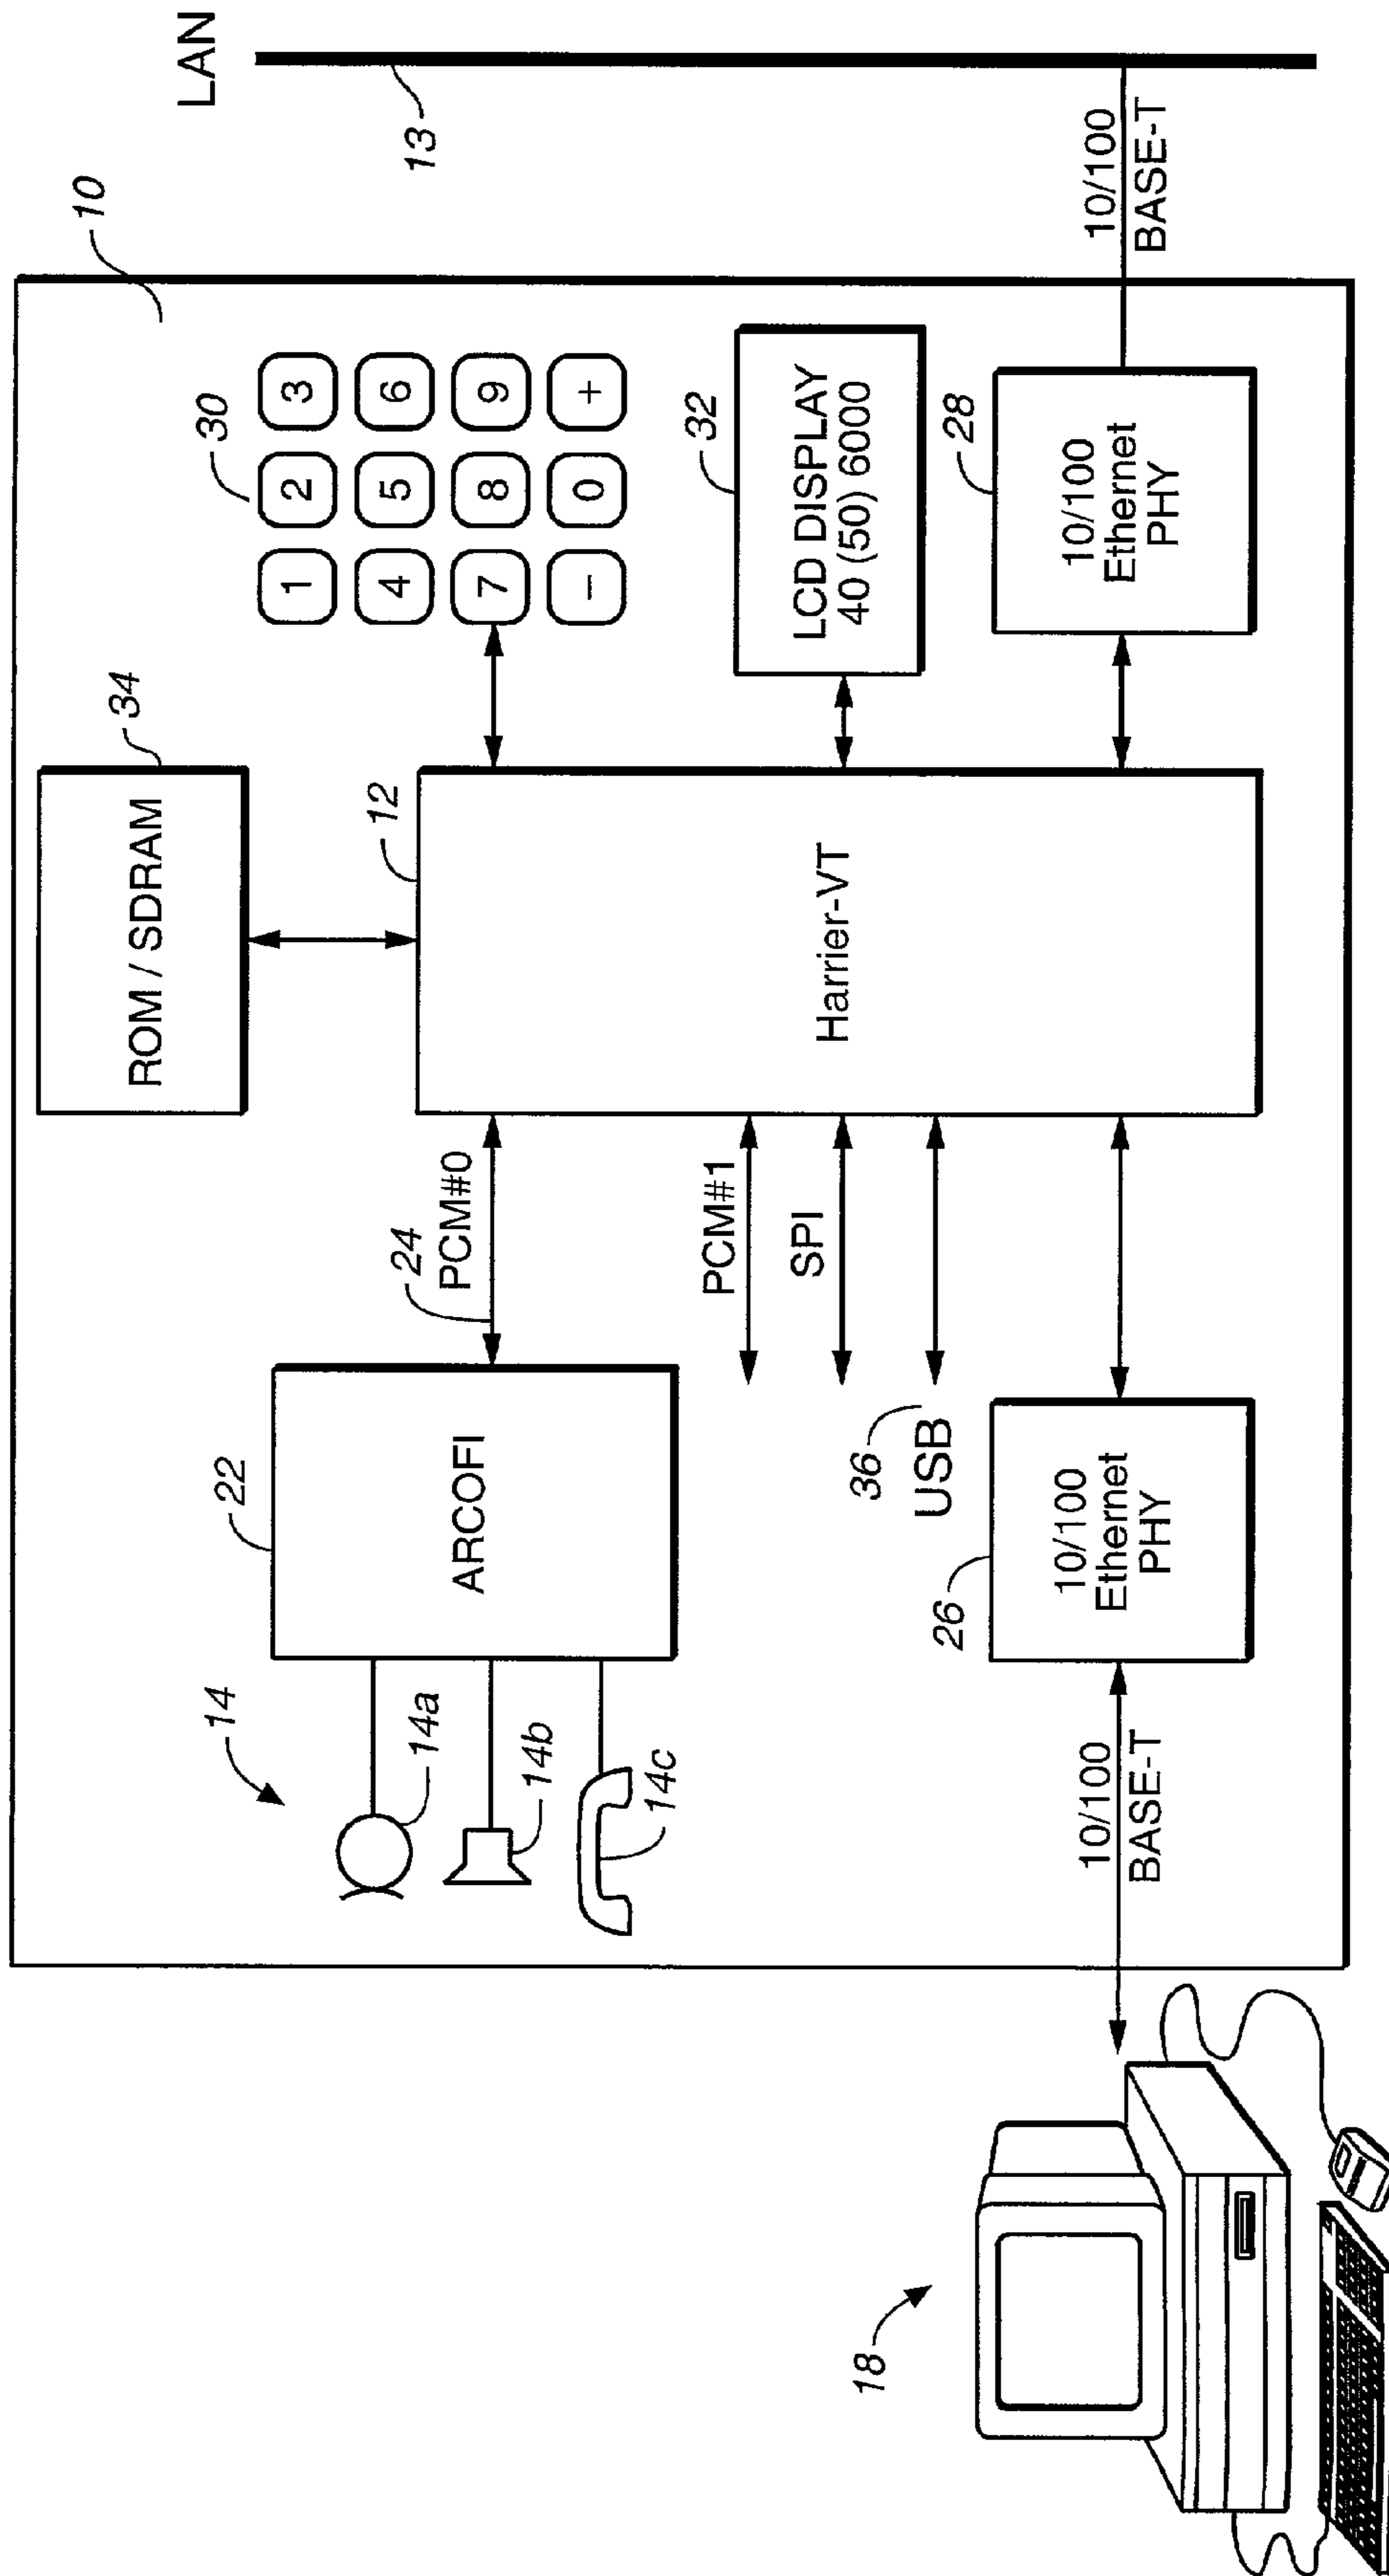 LAN
13
10
10/100
BASE-T
34
ROM / SDRAM
30
1 2 3
4 5 6
7 8 9
- 0 +
32
LCD DISPLAY
40 (50) 6000
28
10/100
Ethernet
PHY
12
Harrier-VT
24
PCM#0
PCM#1
SPI
36
USB
22
ARCOFI
14
14a
14b
14c
26
10/100
Ethernet
PHY
10/100
BASE-T
18